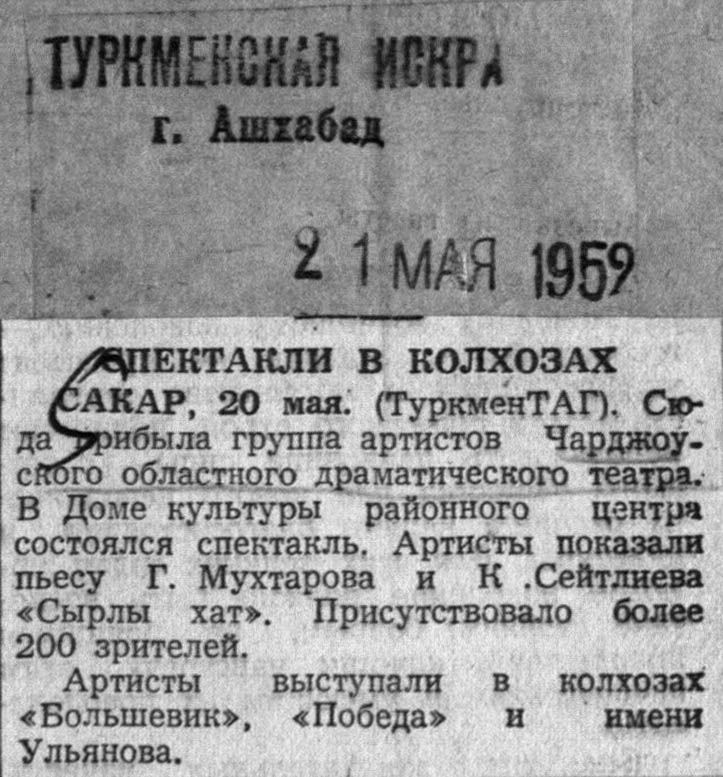 ТУРКМЕНСКАЯ ИСКРА
г. Ашхабад
21 МАЯ 1959
СПЕКТАКЛИ В КОЛХОЗАХ
САКАР, 20 мая. (ТуркменТАГ). Сю-
да прибыла группа артистов Чарджоу-
ского областного драматического театра.
В Доме культуры районного центра
состоялся спектакль. Артисты показали
пьесу Г. Мухтарова и К .Сейтлиева
«Сырлы хат». Присутствовало более
200 зрителей.
Артисты выступали в колхозах
«Большевик», «Победа» и имени
Ульянова.